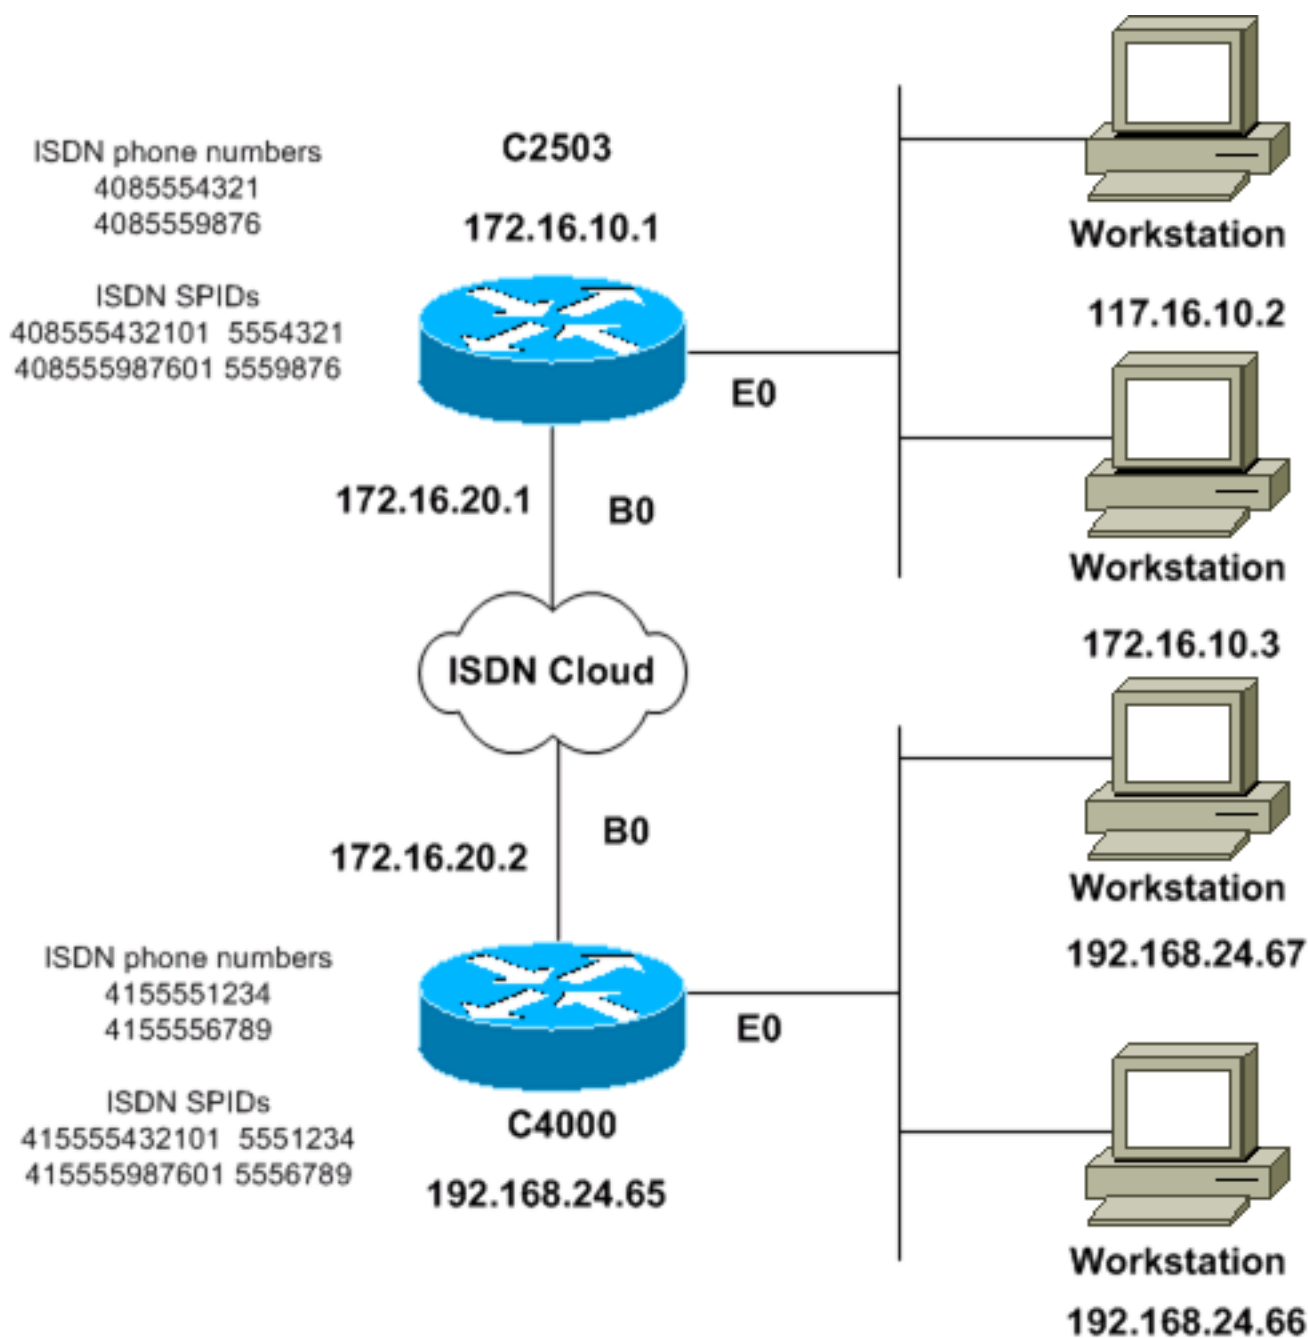 ISDN phone numbers
4085554321
4085559876
ISDN SPIDs
408555432101 5554321
408555987601 5559876
C2503
172.16.10.1
E0
172.16.20.1
B0
Workstation
117.16.10.2
Workstation
172.16.10.3
ISDN Cloud
B0
172.16.20.2
ISDN phone numbers
4155551234
4155556789
ISDN SPIDs
415555432101 5551234
415555987601 5556789
E0
C4000
192.168.24.65
Workstation
192.168.24.67
Workstation
192.168.24.66